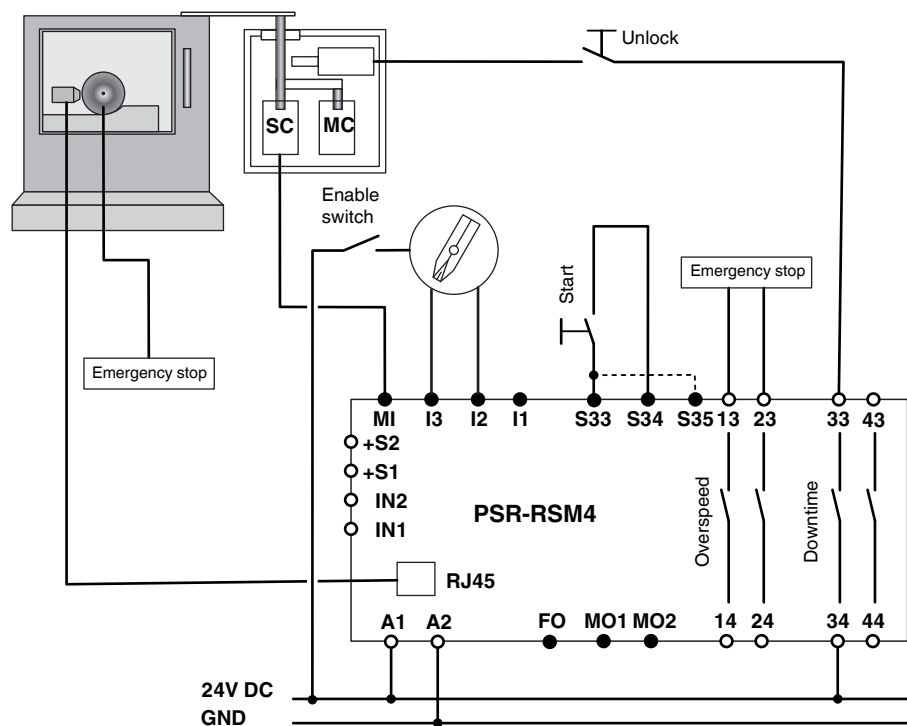 Unlock
SC MC
Enable
switch
Start
Emergency stop
Emergency stop
MI I3 I2 I1 S33 S34 S35 13 23 33 43
+S2
+S1
IN2
IN1
PSR-RSM4
Overspeed
Downtime
RJ45
A1 A2 FO MO1 MO2 14 24 34 44
24V DC
GND